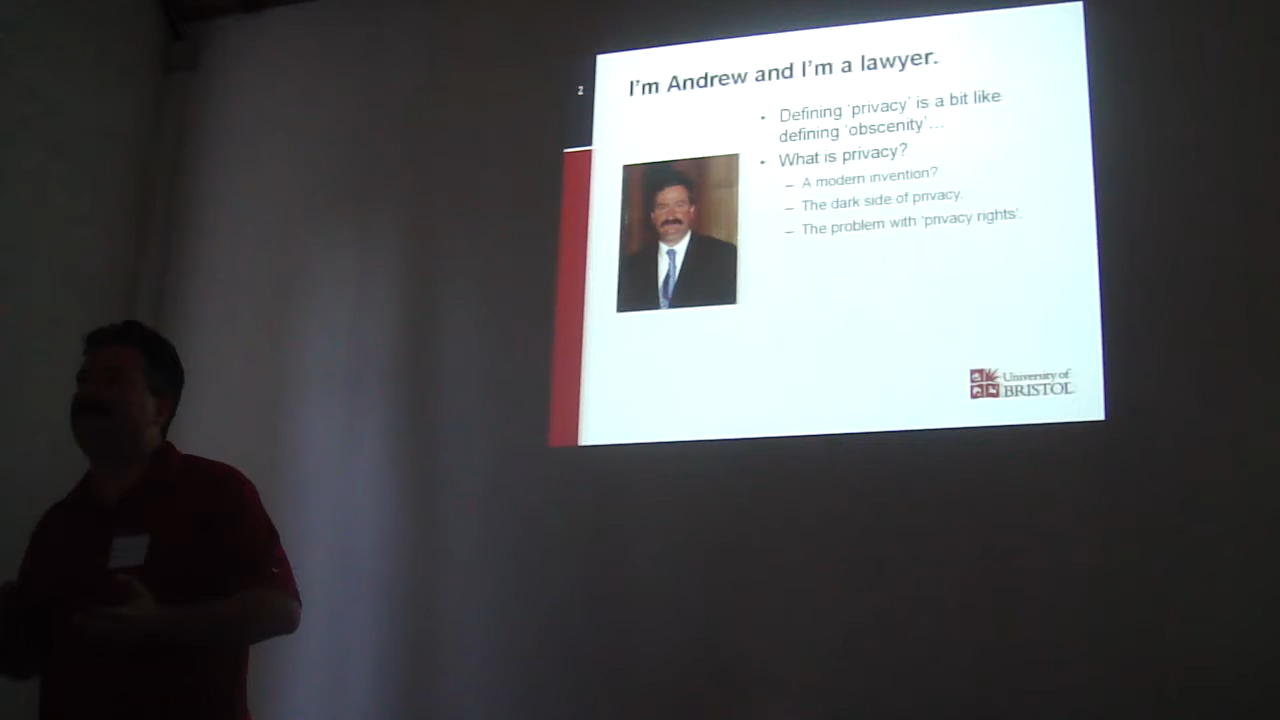 2
I'm Andrew and I'm a lawyer.
• Defining 'privacy' is a bit like
defining 'obscenity'…
• What is privacy?
– A modern invention?
– The dark side of privacy.
– The problem with 'privacy rights'.
University of
BRISTOL